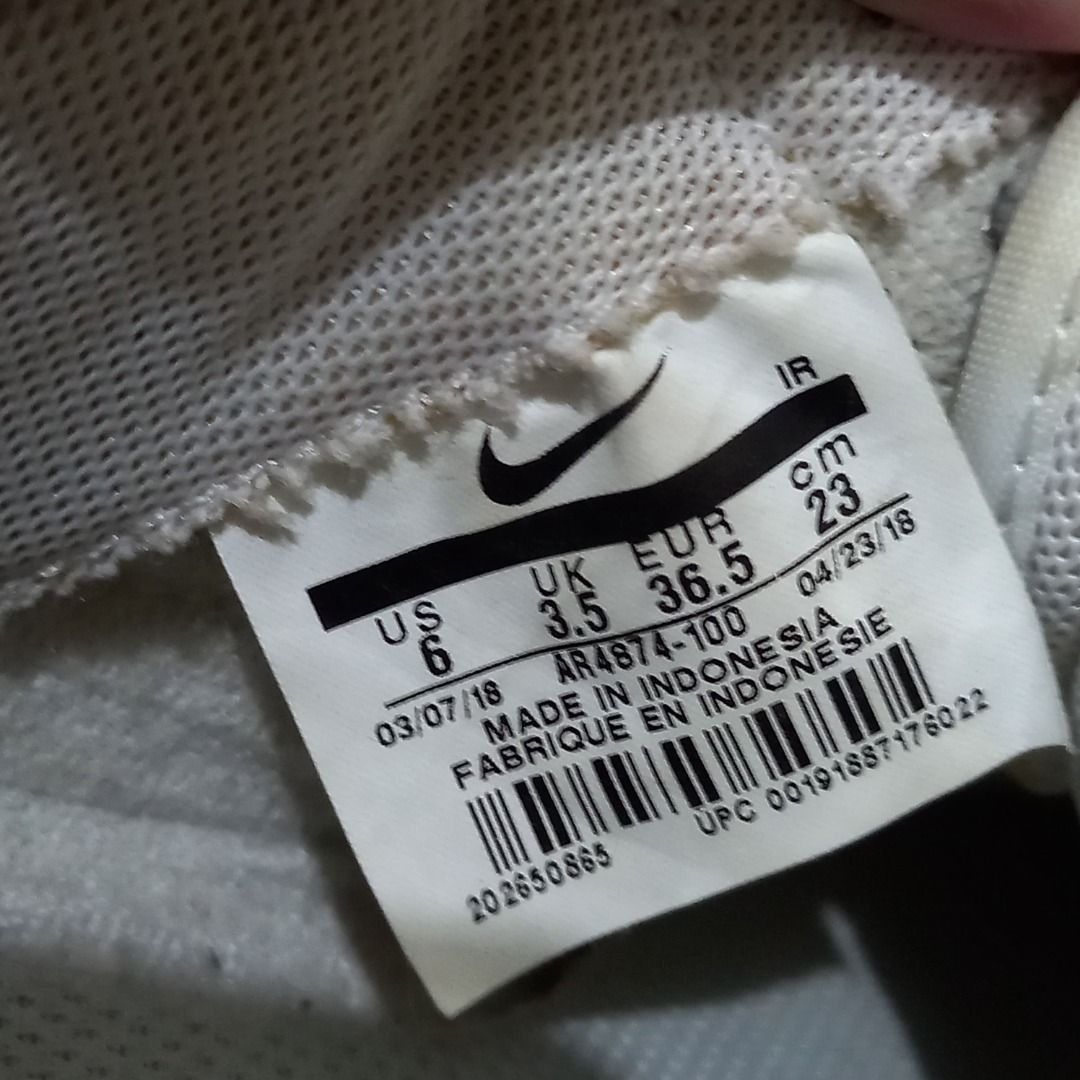 IR
US UK EUR cm
6 3.5 36.5 23
03/07/18 AR4874-100 04/23/18
MADE IN INDONESIA
FABRIQUE EN INDONESIE
202650865 UPC 00191887176022